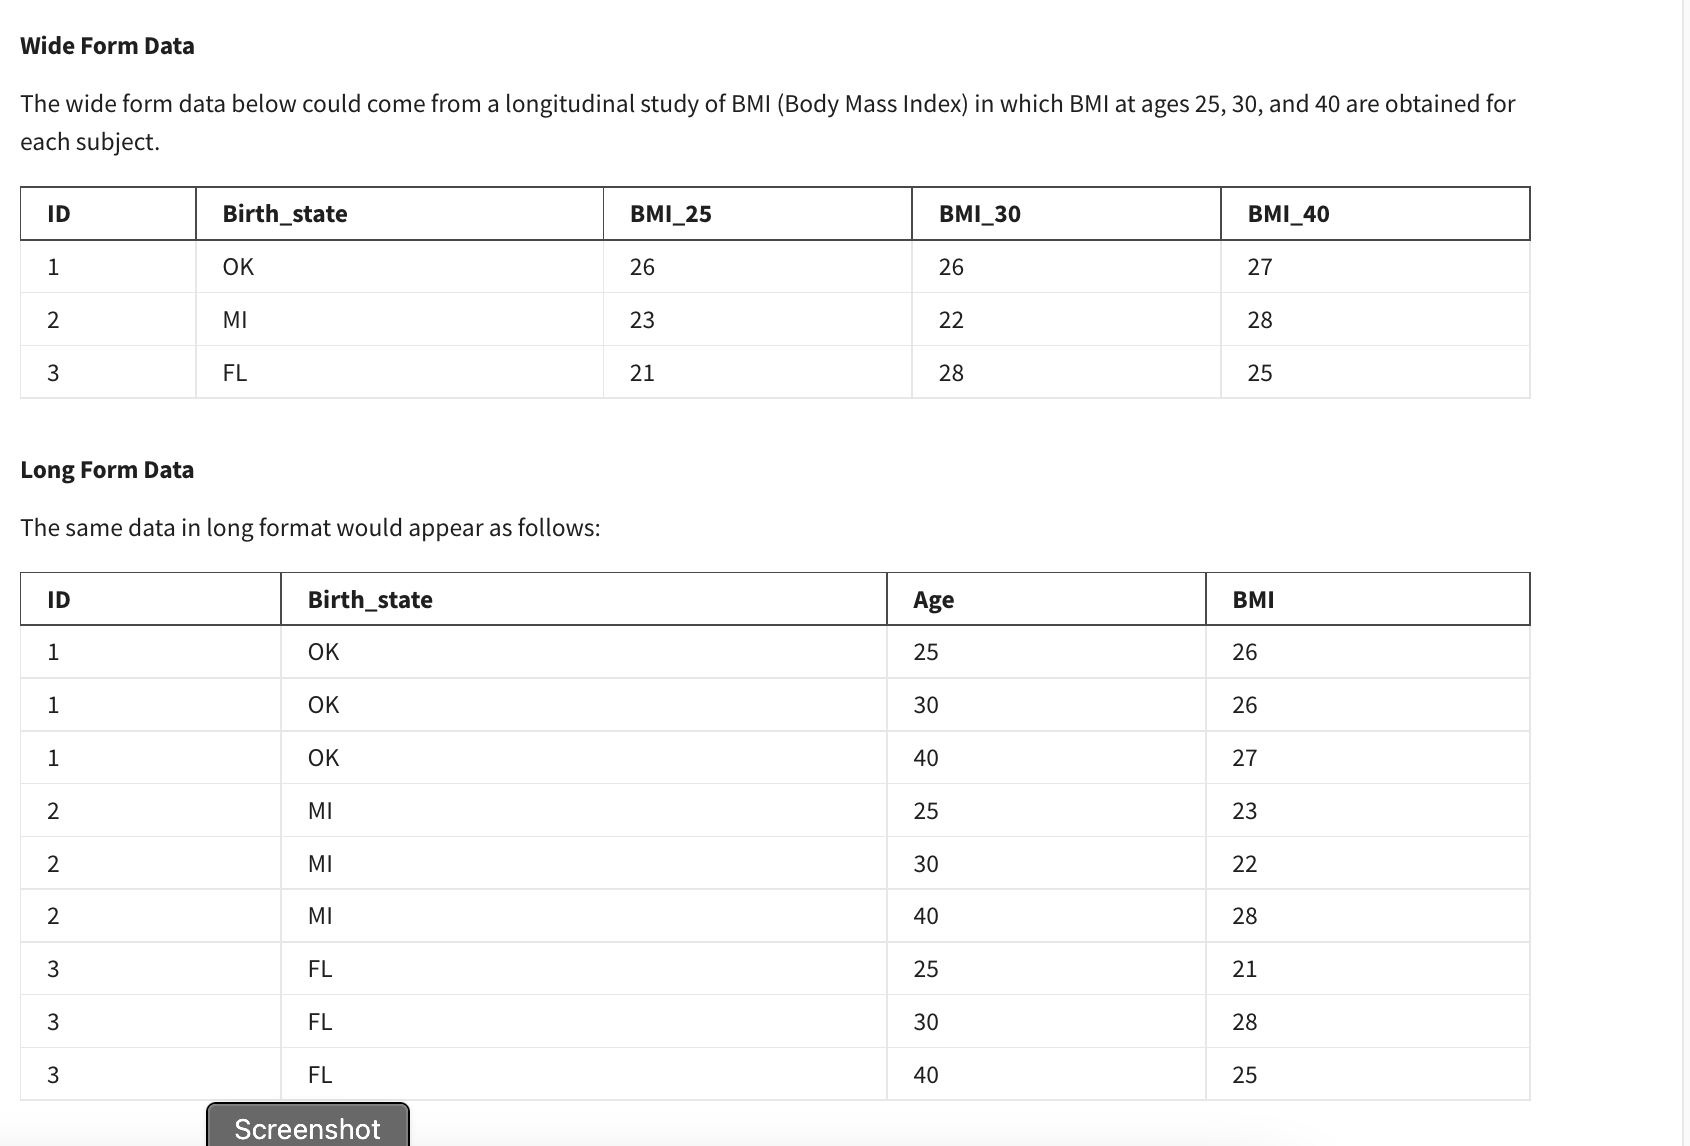 Wide Form Data
The wide form data below could come from a longitudinal study of BMI (Body Mass Index) in which BMI at ages 25, 30, and 40 are obtained for
each subject.
ID Birth_state BMI_25 BMI_30 BMI_40
1 OK 26 26 27
2 MI 23 22 28
3 FL 21 28 25
Long Form Data
The same data in long format would appear as follows:
ID Birth_state Age BMI
1 OK 25 26
1 OK 30 26
1 OK 40 27
2 MI 25 23
2 MI 30 22
2 MI 40 28
3 FL 25 21
3 FL 30 28
3 FL 40 25
Screenshot